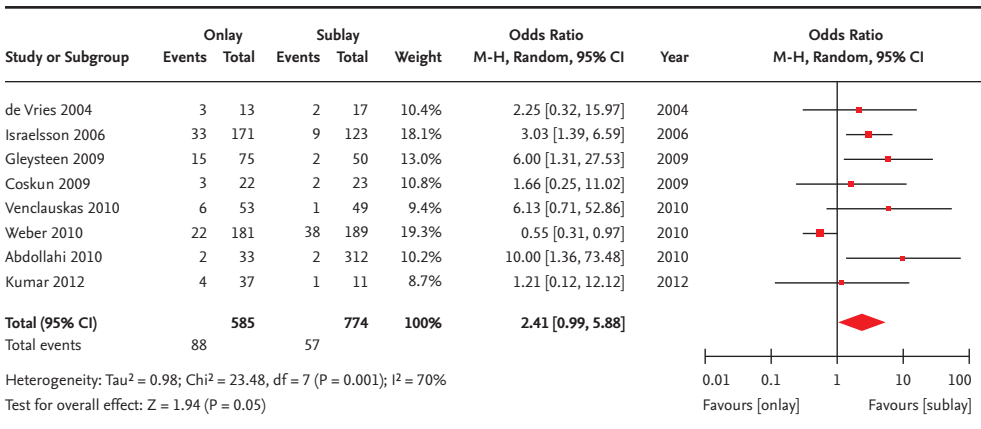 Onlay Sublay Odds Ratio Odds Ratio
Study or Subgroup Events Total Events Total Weight M-H, Random, 95% CI Year M-H, Random, 95% CI
de Vries 2004 3 13 2 17 10.4% 2.25 [0.32, 15.97] 2004
Israelsson 2006 33 171 9 123 18.1% 3.03 [1.39, 6.59] 2006
Gleysteen 2009 15 75 2 50 13.0% 6.00 [1.31, 27.53] 2009
Coskun 2009 3 22 2 23 10.8% 1.66 [0.25, 11.02] 2009
Venclauskas 2010 6 53 1 49 9.4% 6.13 [0.71, 52.86] 2010
Weber 2010 22 181 38 189 19.3% 0.55 [0.31, 0.97] 2010
Abdollahi 2010 2 33 2 312 10.2% 10.00 [1.36, 73.48] 2010
Kumar 2012 4 37 1 11 8.7% 1.21 [0.12, 12.12] 2012
Total (95% CI) 585 774 100% 2.41 [0.99, 5.88]
Total events 88 57
Heterogeneity: Tau² = 0.98; Chi² = 23.48, df = 7 (P = 0.001); I² = 70%
Test for overall effect: Z = 1.94 (P = 0.05)
0.01 0.1 1 10 100
Favours [onlay] Favours [sublay]